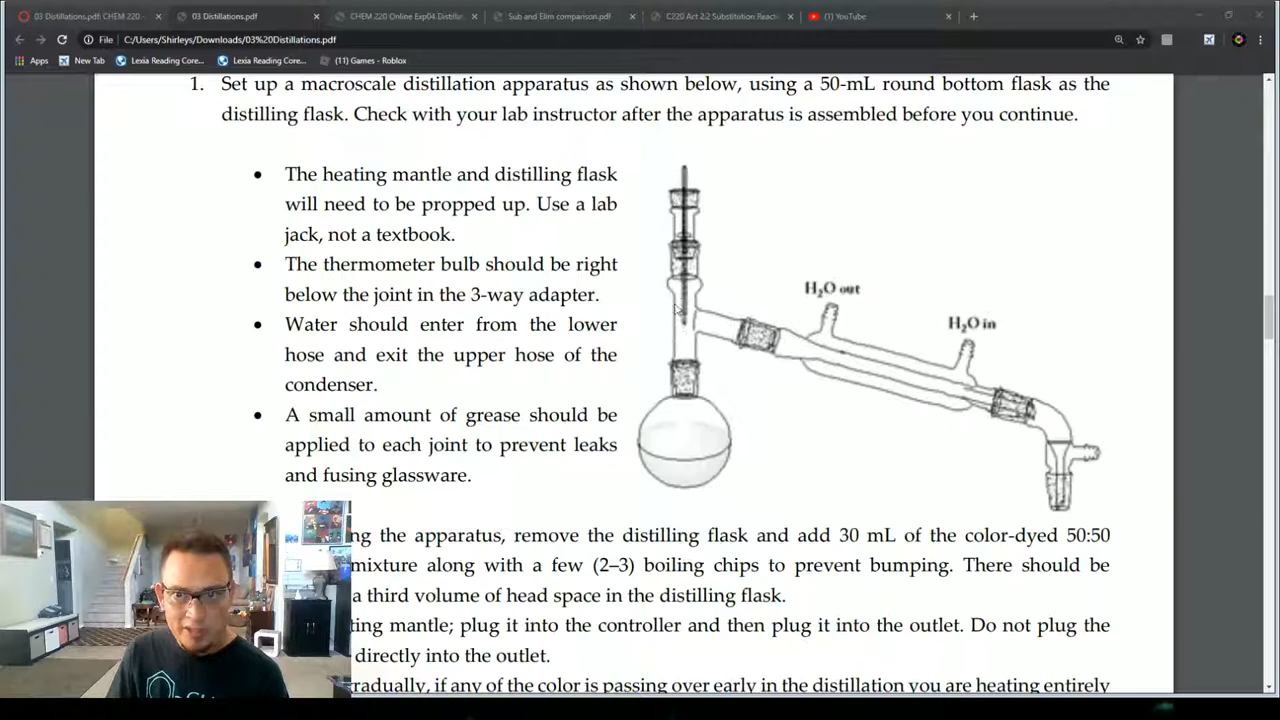 03 Distillations.pdf: CHEM 220 -
03 Distillations.pdf
CHEM 220 Online Exp04 Distilla
Sub and Elim comparison.pdf
C220 Act 2.2 Substitution React
(1) YouTube
File
C:/Users/Shirleys/Downloads/03%20Distillations.pdf
Apps
New Tab
Lexia Reading Core...
Lexia Reading Core...
(11) Games - Roblox
1. Set up a macroscale distillation apparatus as shown below, using a 50-mL round bottom flask as the
distilling flask. Check with your lab instructor after the apparatus is assembled before you continue.
• The heating mantle and distilling flask
will need to be propped up. Use a lab
jack, not a textbook.
• The thermometer bulb should be right
below the joint in the 3-way adapter.
• Water should enter from the lower
hose and exit the upper hose of the
condenser.
• A small amount of grease should be
applied to each joint to prevent leaks
and fusing glassware.
H₂O out
H₂O in
ng the apparatus, remove the distilling flask and add 30 mL of the color-dyed 50:50
mixture along with a few (2–3) boiling chips to prevent bumping. There should be
a third volume of head space in the distilling flask.
ting mantle; plug it into the controller and then plug it into the outlet. Do not plug the
directly into the outlet.
radually, if any of the color is passing over early in the distillation you are heating entirely